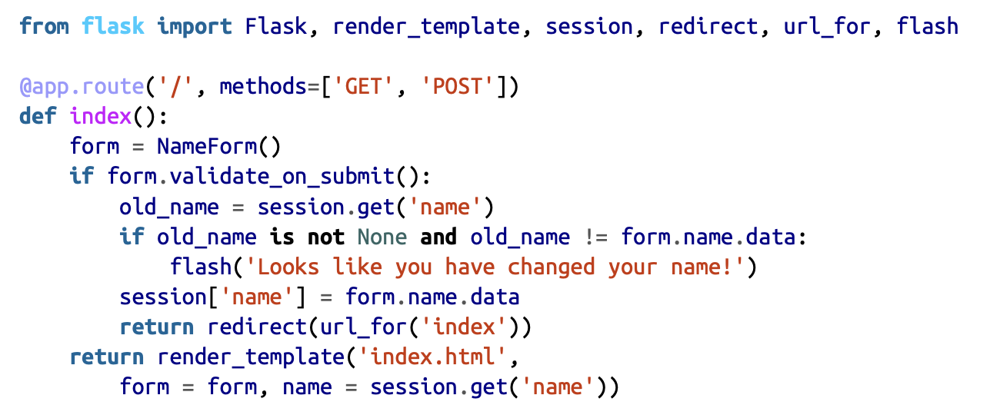 from flask import Flask, render_template, session, redirect, url_for, flash

@app.route('/', methods=['GET', 'POST'])
def index():
    form = NameForm()
    if form.validate_on_submit():
        old_name = session.get('name')
        if old_name is not None and old_name != form.name.data:
            flash('Looks like you have changed your name!')
        session['name'] = form.name.data
        return redirect(url_for('index'))
    return render_template('index.html',
        form = form, name = session.get('name'))